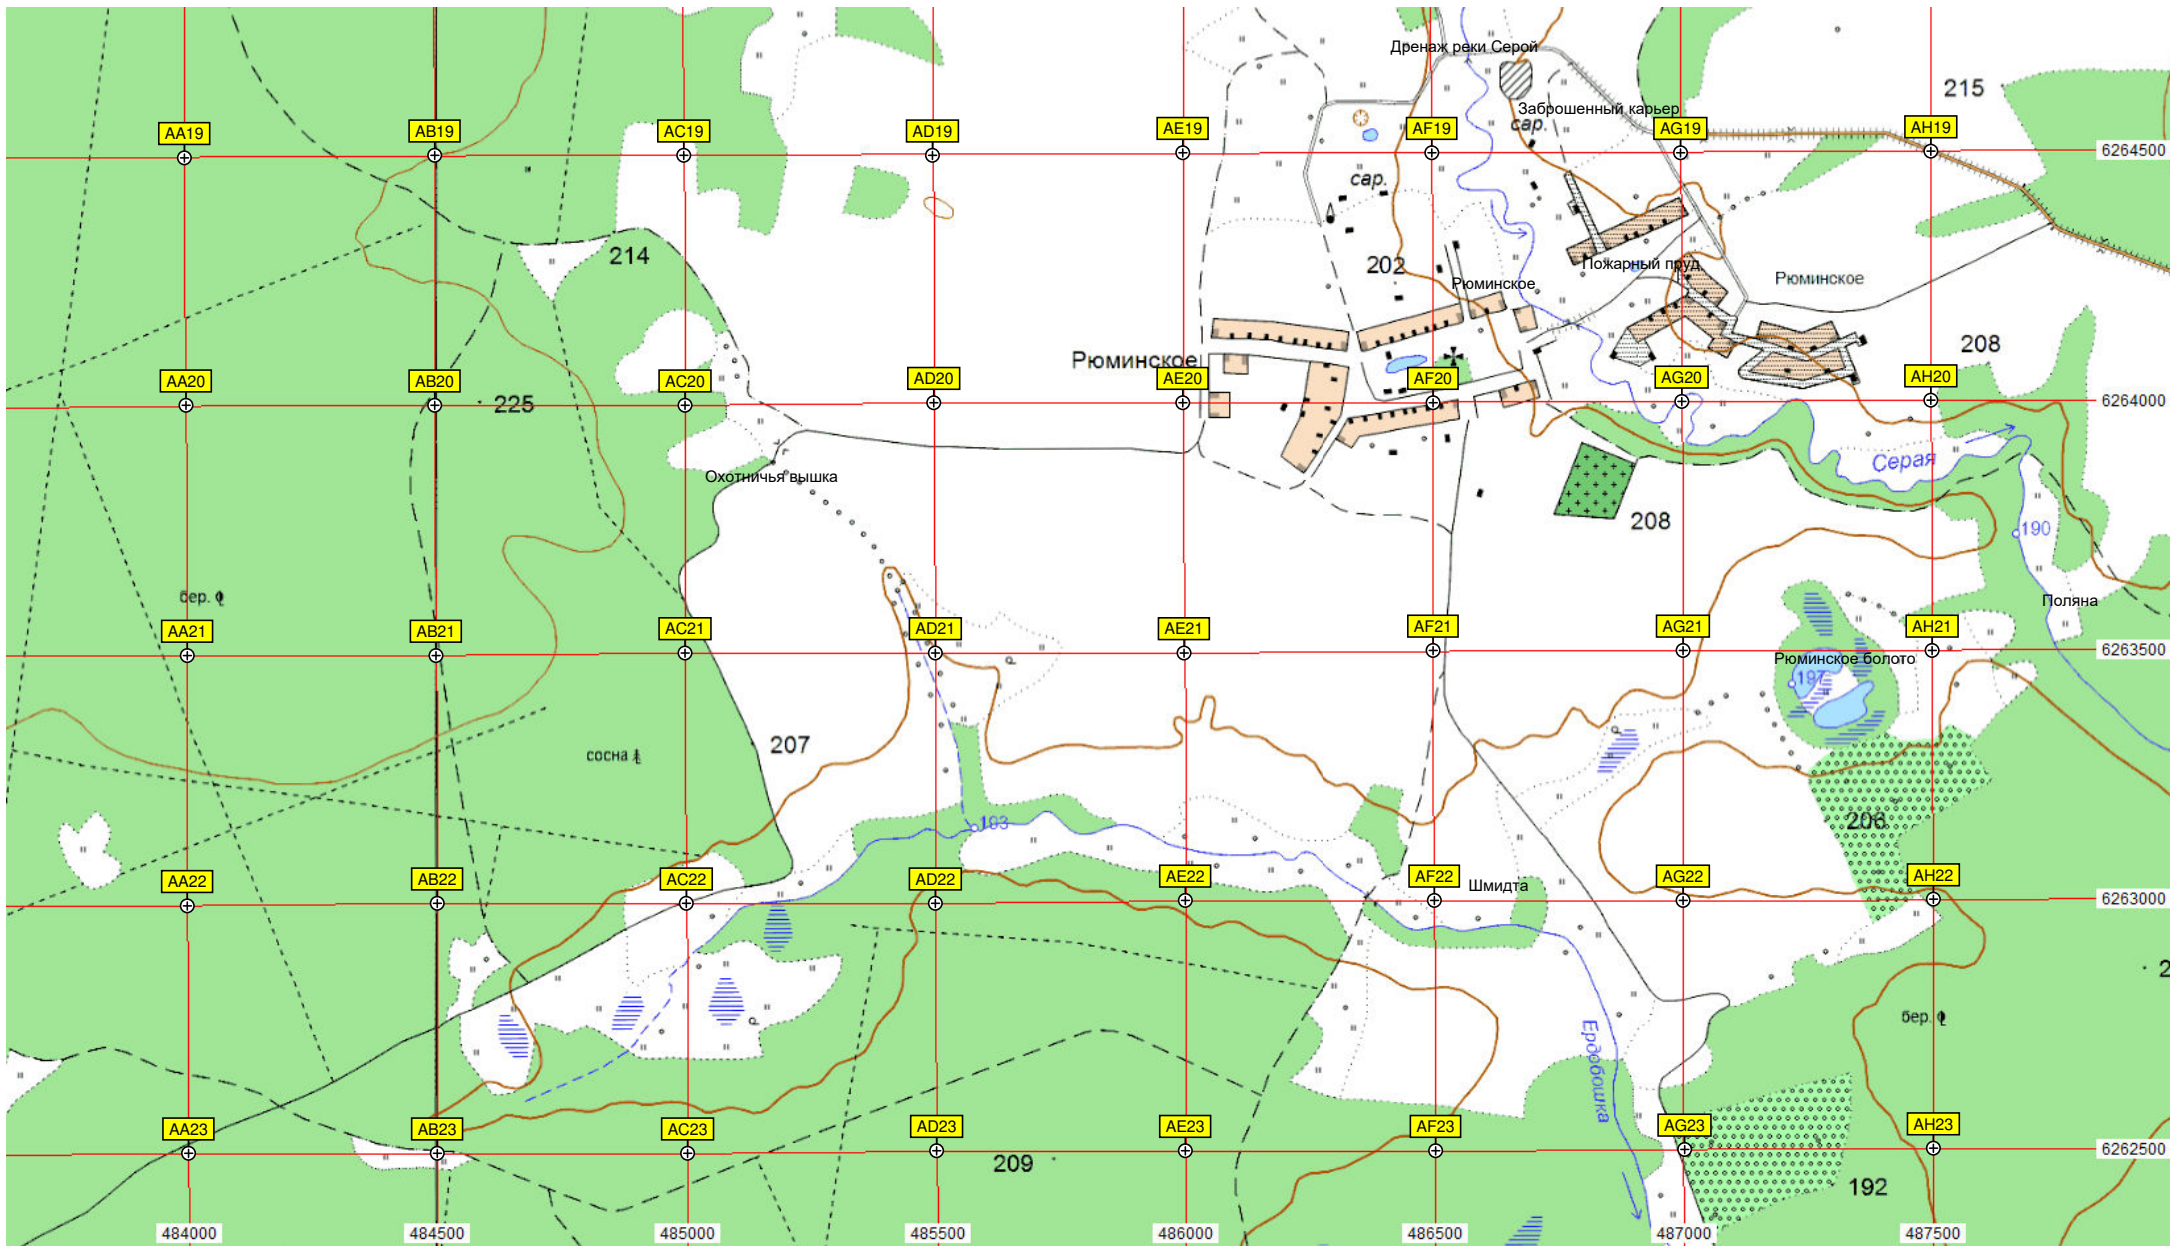 Дренаж реки Серой
215
Заброшенный карьер
сар.
AA19
AB19
AC19
AD19
AE19
AF19
AG19
AH19
6264500
сар.
214
202
Пожарный пруд
Рюминское
Рюминское
208
Рюминское
AA20
AB20
AC20
AD20
AE20
AF20
AG20
AH20
6264000
225
Серая
Охотничья вышка
208
190
бер.
Поляна
AA21
AB21
AC21
AD21
AE21
AF21
AG21
AH21
6263500
Рюминское болото
197
207
сосна
193
206
AA22
AB22
AC22
AD22
AE22
AF22
Шмидта
AG22
AH22
6263000
2
бер.
Ердобошка
AA23
AB23
AC23
AD23
AE23
AF23
AG23
AH23
6262500
209
192
484000
484500
485000
485500
486000
486500
487000
487500